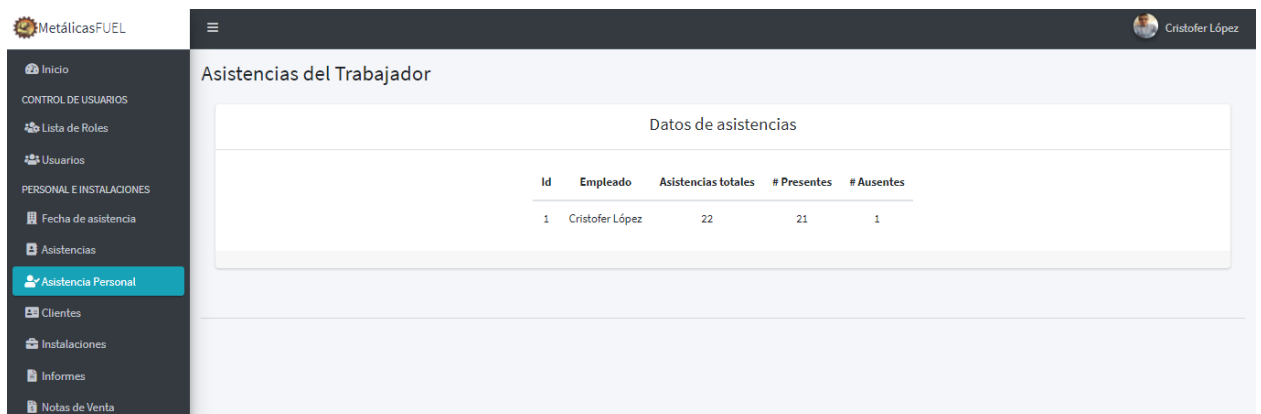 MetálicasFUEL
Cristofer López
Inicio
CONTROL DE USUARIOS
Lista de Roles
Usuarios
PERSONAL E INSTALACIONES
Fecha de asistencia
Asistencias
Asistencia Personal
Clientes
Instalaciones
Informes
Notas de Venta
Asistencias del Trabajador
Datos de asistencias
Id Empleado Asistencias totales # Presentes # Ausentes
1 Cristofer López 22 21 1